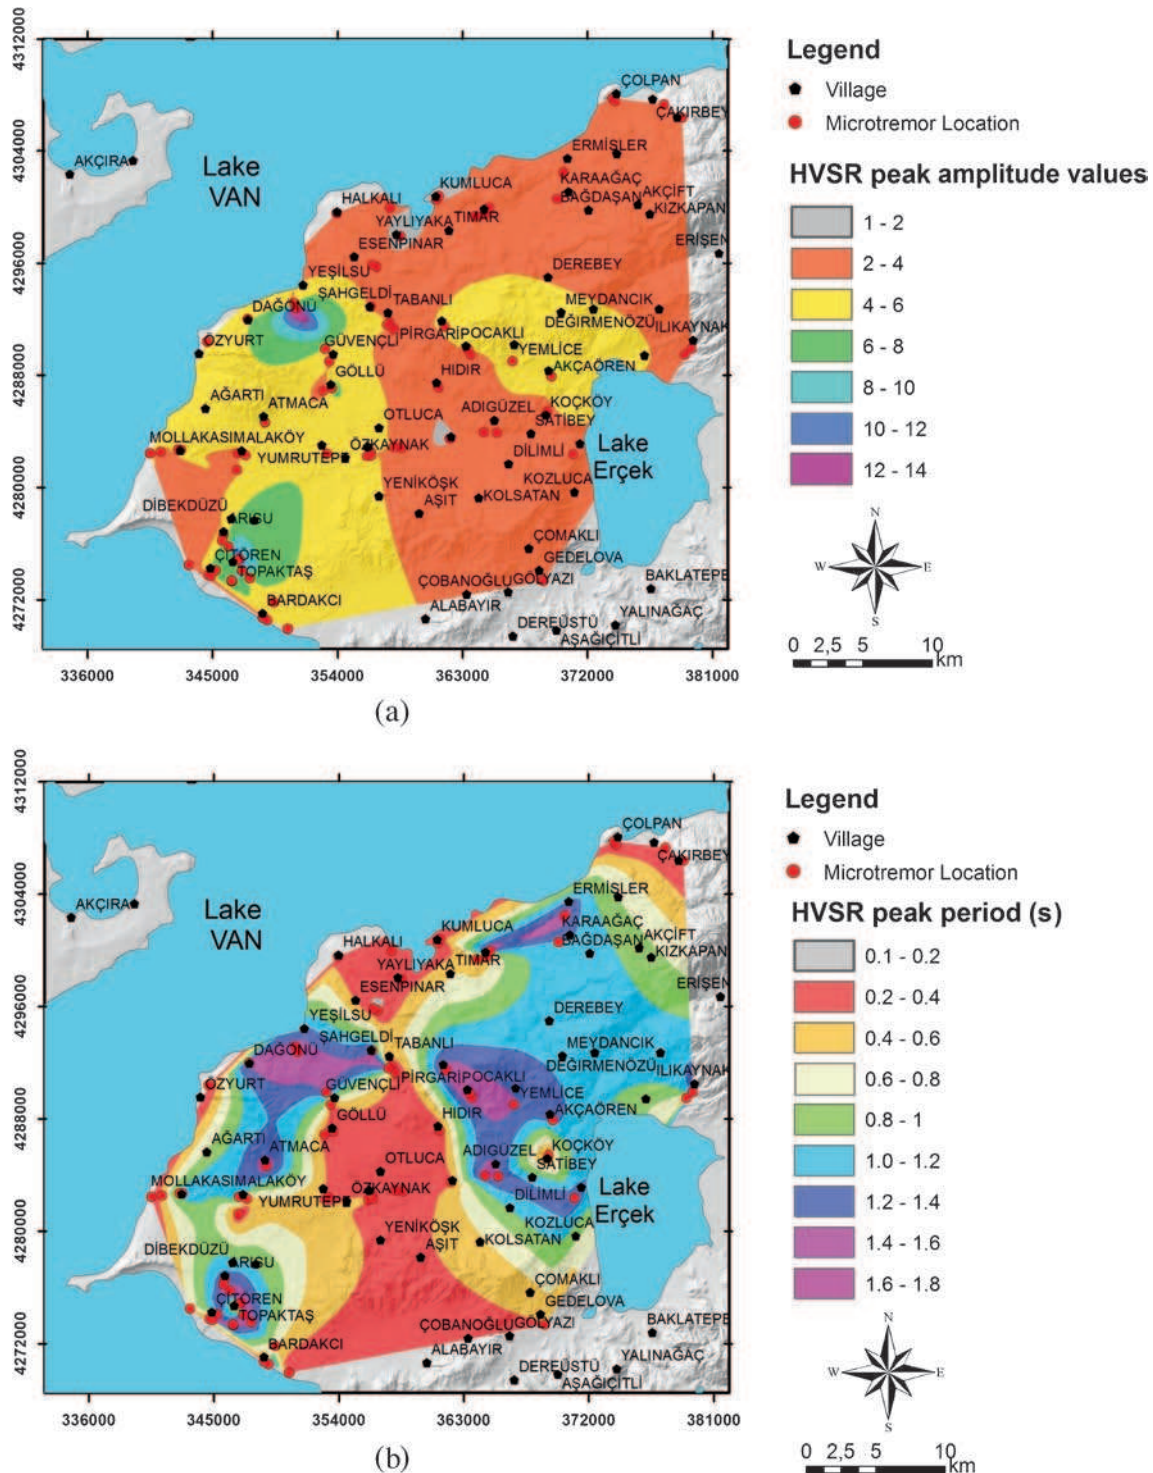 4312000
4304000
4296000
4288000
4280000
4272000
336000 345000 354000 363000 372000 381000
AKÇIRA
Lake
VAN
ÇOLPAN
ÇAKIRBEY
ERMİŞLER
KARAAĞAÇ
BAĞDAŞAN
AKÇİFT
KIZKAPAN
ERİŞEN
HALKALI
KUMLUCA
YAYLIYAKA
TIMAR
ESENPINAR
YEŞİLSU
DEREBEY
ŞAHGELDİ
TABANLI
MEYDANCIK
DAĞÖNÜ
DEĞİRMENÖZÜ
ILIKAYNAK
ÖZYURT
GÜVENÇLİ
PİRGARİP
OCAKLI
YEMLİCE
GÖLLÜ
HIDIR
AKÇAÖREN
AĞARTI
ATMACA
OTLUCA
ADIGÜZEL
KOÇKÖY
SATİBEY
MOLLAKASIM
ALAKÖY
YUMRUTEPE
ÖZKAYNAK
DİLİMLİ
Lake
Erçek
DİBEKDÜZÜ
YENİKÖŞK
KOZLUCA
ARISU
AŞIT
KOLSATAN
ÇİTÖREN
TOPAKTAŞ
ÇOMAKLI
GEDELOVA
BARDAKCI
ÇOBANOĞLU
GÖLYAZI
BAKLATEPE
ALABAYIR
DEREÜSTÜ
YALINAĞAÇ
AŞAĞIÇİTLİ
Legend
Village
Microtremor Location
HVSR peak amplitude values
1 - 2
2 - 4
4 - 6
6 - 8
8 - 10
10 - 12
12 - 14
N
W E
S
0 2,5 5 10
km
(a)
4312000
4304000
4296000
4288000
4280000
4272000
336000 345000 354000 363000 372000 381000
AKÇIRA
Lake
VAN
ÇOLPAN
ÇAKIRBEY
ERMİŞLER
KARAAĞAÇ
BAĞDAŞAN
AKÇİFT
KIZKAPAN
ERİŞEN
HALKALI
KUMLUCA
YAYLIYAKA
TIMAR
ESENPINAR
YEŞİLSU
DEREBEY
ŞAHGELDİ
TABANLI
MEYDANCIK
DAĞÖNÜ
DEĞİRMENÖZÜ
ILIKAYNAK
ÖZYURT
GÜVENÇLİ
PİRGARİP
OCAKLI
YEMLİCE
GÖLLÜ
HIDIR
AKÇAÖREN
AĞARTI
ATMACA
OTLUCA
ADIGÜZEL
KOÇKÖY
SATİBEY
MOLLAKASIM
ALAKÖY
YUMRUTEPE
ÖZKAYNAK
DİLİMLİ
Lake
Erçek
DİBEKDÜZÜ
YENİKÖŞK
KOZLUCA
ARISU
AŞIT
KOLSATAN
ÇİTÖREN
TOPAKTAŞ
ÇOMAKLI
GEDELOVA
BARDAKCI
ÇOBANOĞLU
GÖLYAZI
BAKLATEPE
ALABAYIR
DEREÜSTÜ
YALINAĞAÇ
AŞAĞIÇİTLİ
Legend
Village
Microtremor Location
HVSR peak period (s)
0.1 - 0.2
0.2 - 0.4
0.4 - 0.6
0.6 - 0.8
0.8 - 1
1.0 - 1.2
1.2 - 1.4
1.4 - 1.6
1.6 - 1.8
N
W E
S
0 2,5 5 10
km
(b)